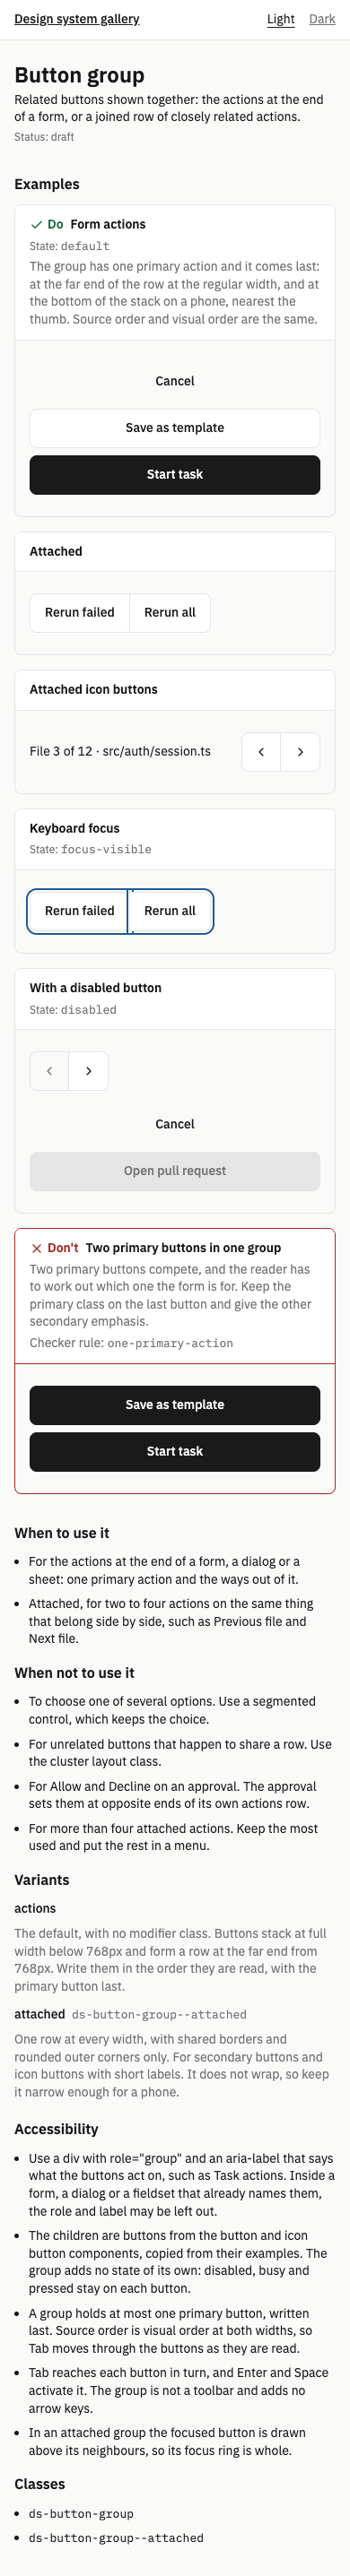 Design system gallery Light Dark
Button group
Related buttons shown together: the actions at the end
of a form, or a joined row of closely related actions.
Status: draft
Examples
Do Form actions
State: default
The group has one primary action and it comes last:
at the far end of the row at the regular width, and at
the bottom of the stack on a phone, nearest the
thumb. Source order and visual order are the same.
Cancel
Save as template
Start task
Attached
Rerun failed Rerun all
Attached icon buttons
File 3 of 12 · src/auth/session.ts
Keyboard focus
State: focus-visible
Rerun failed Rerun all
With a disabled button
State: disabled
Cancel
Open pull request
Don't Two primary buttons in one group
Two primary buttons compete, and the reader has
to work out which one the form is for. Keep the
primary class on the last button and give the other
secondary emphasis.
Checker rule: one-primary-action
Save as template
Start task
When to use it
• For the actions at the end of a form, a dialog or a
sheet: one primary action and the ways out of it.
• Attached, for two to four actions on the same thing
that belong side by side, such as Previous file and
Next file.
When not to use it
• To choose one of several options. Use a segmented
control, which keeps the choice.
• For unrelated buttons that happen to share a row. Use
the cluster layout class.
• For Allow and Decline on an approval. The approval
sets them at opposite ends of its own actions row.
• For more than four attached actions. Keep the most
used and put the rest in a menu.
Variants
actions
The default, with no modifier class. Buttons stack at full
width below 768px and form a row at the far end from
768px. Write them in the order they are read, with the
primary button last.
attached ds-button-group--attached
One row at every width, with shared borders and
rounded outer corners only. For secondary buttons and
icon buttons with short labels. It does not wrap, so keep
it narrow enough for a phone.
Accessibility
• Use a div with role="group" and an aria-label that says
what the buttons act on, such as Task actions. Inside a
form, a dialog or a fieldset that already names them,
the role and label may be left out.
• The children are buttons from the button and icon
button components, copied from their examples. The
group adds no state of its own: disabled, busy and
pressed stay on each button.
• A group holds at most one primary button, written
last. Source order is visual order at both widths, so
Tab moves through the buttons as they are read.
• Tab reaches each button in turn, and Enter and Space
activate it. The group is not a toolbar and adds no
arrow keys.
• In an attached group the focused button is drawn
above its neighbours, so its focus ring is whole.
Classes
• ds-button-group
• ds-button-group--attached